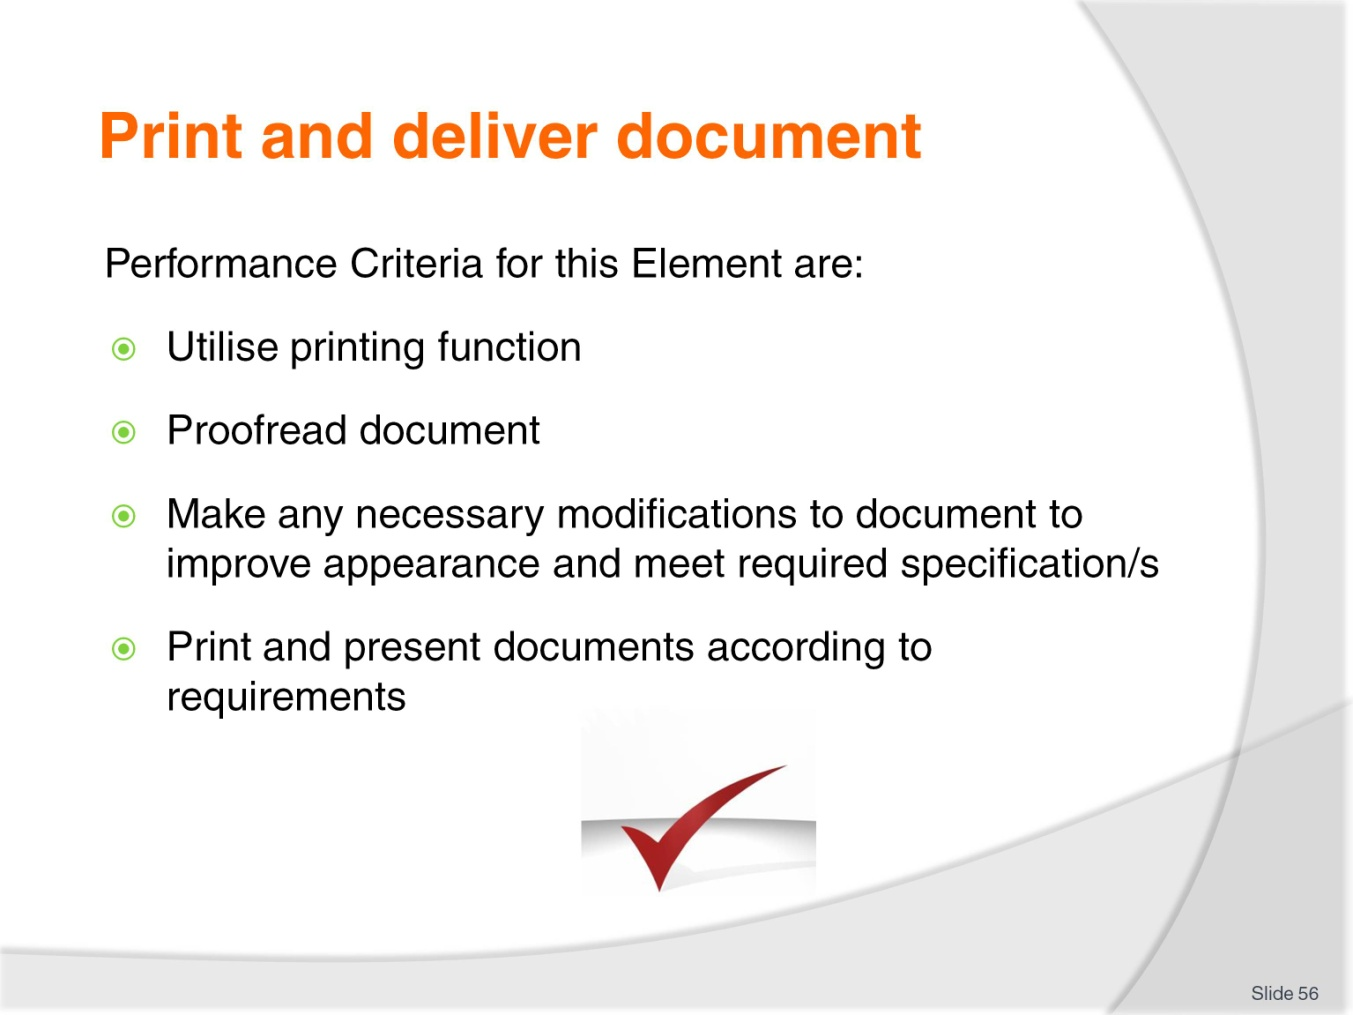 Print and deliver document
Performance Criteria for this Element are:
Utilise printing function
Proofread document
Make any necessary modifications to document to
improve appearance and meet required specification/s
Print and present documents according to
requirements
Slide 56